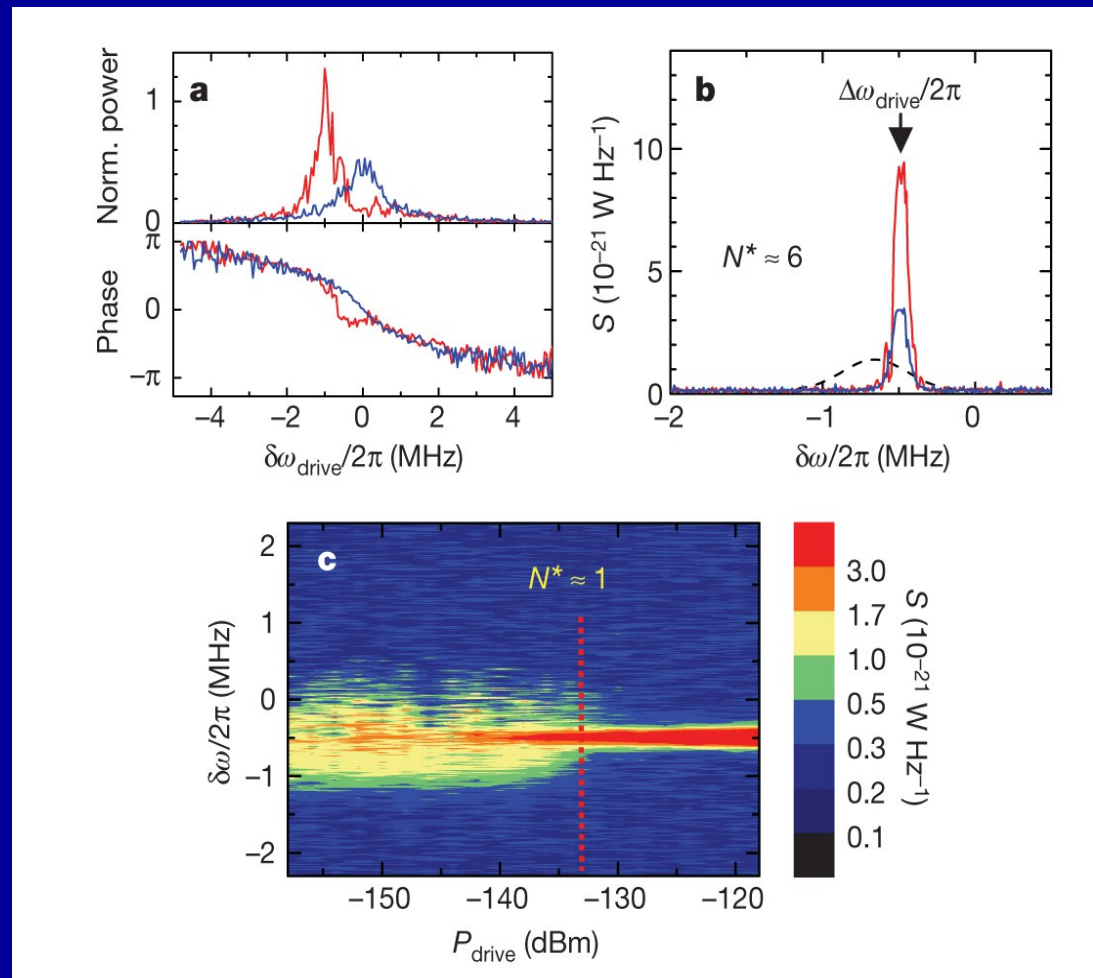 a
Norm. power
1
0
Phase
π
0
−π
−4 −2 0 2 4
δω_drive/2π (MHz)
b
Δω_drive/2π
N* ≈ 6
S (10⁻²¹ W Hz⁻¹)
10
5
0
−2 −1 0
δω/2π (MHz)
c
N* ≈ 1
δω/2π (MHz)
2
1
0
−1
−2
−150 −140 −130 −120
P_drive (dBm)
3.0
1.7
1.0
0.5
0.3
0.2
0.1
S (10⁻²¹ W Hz⁻¹)